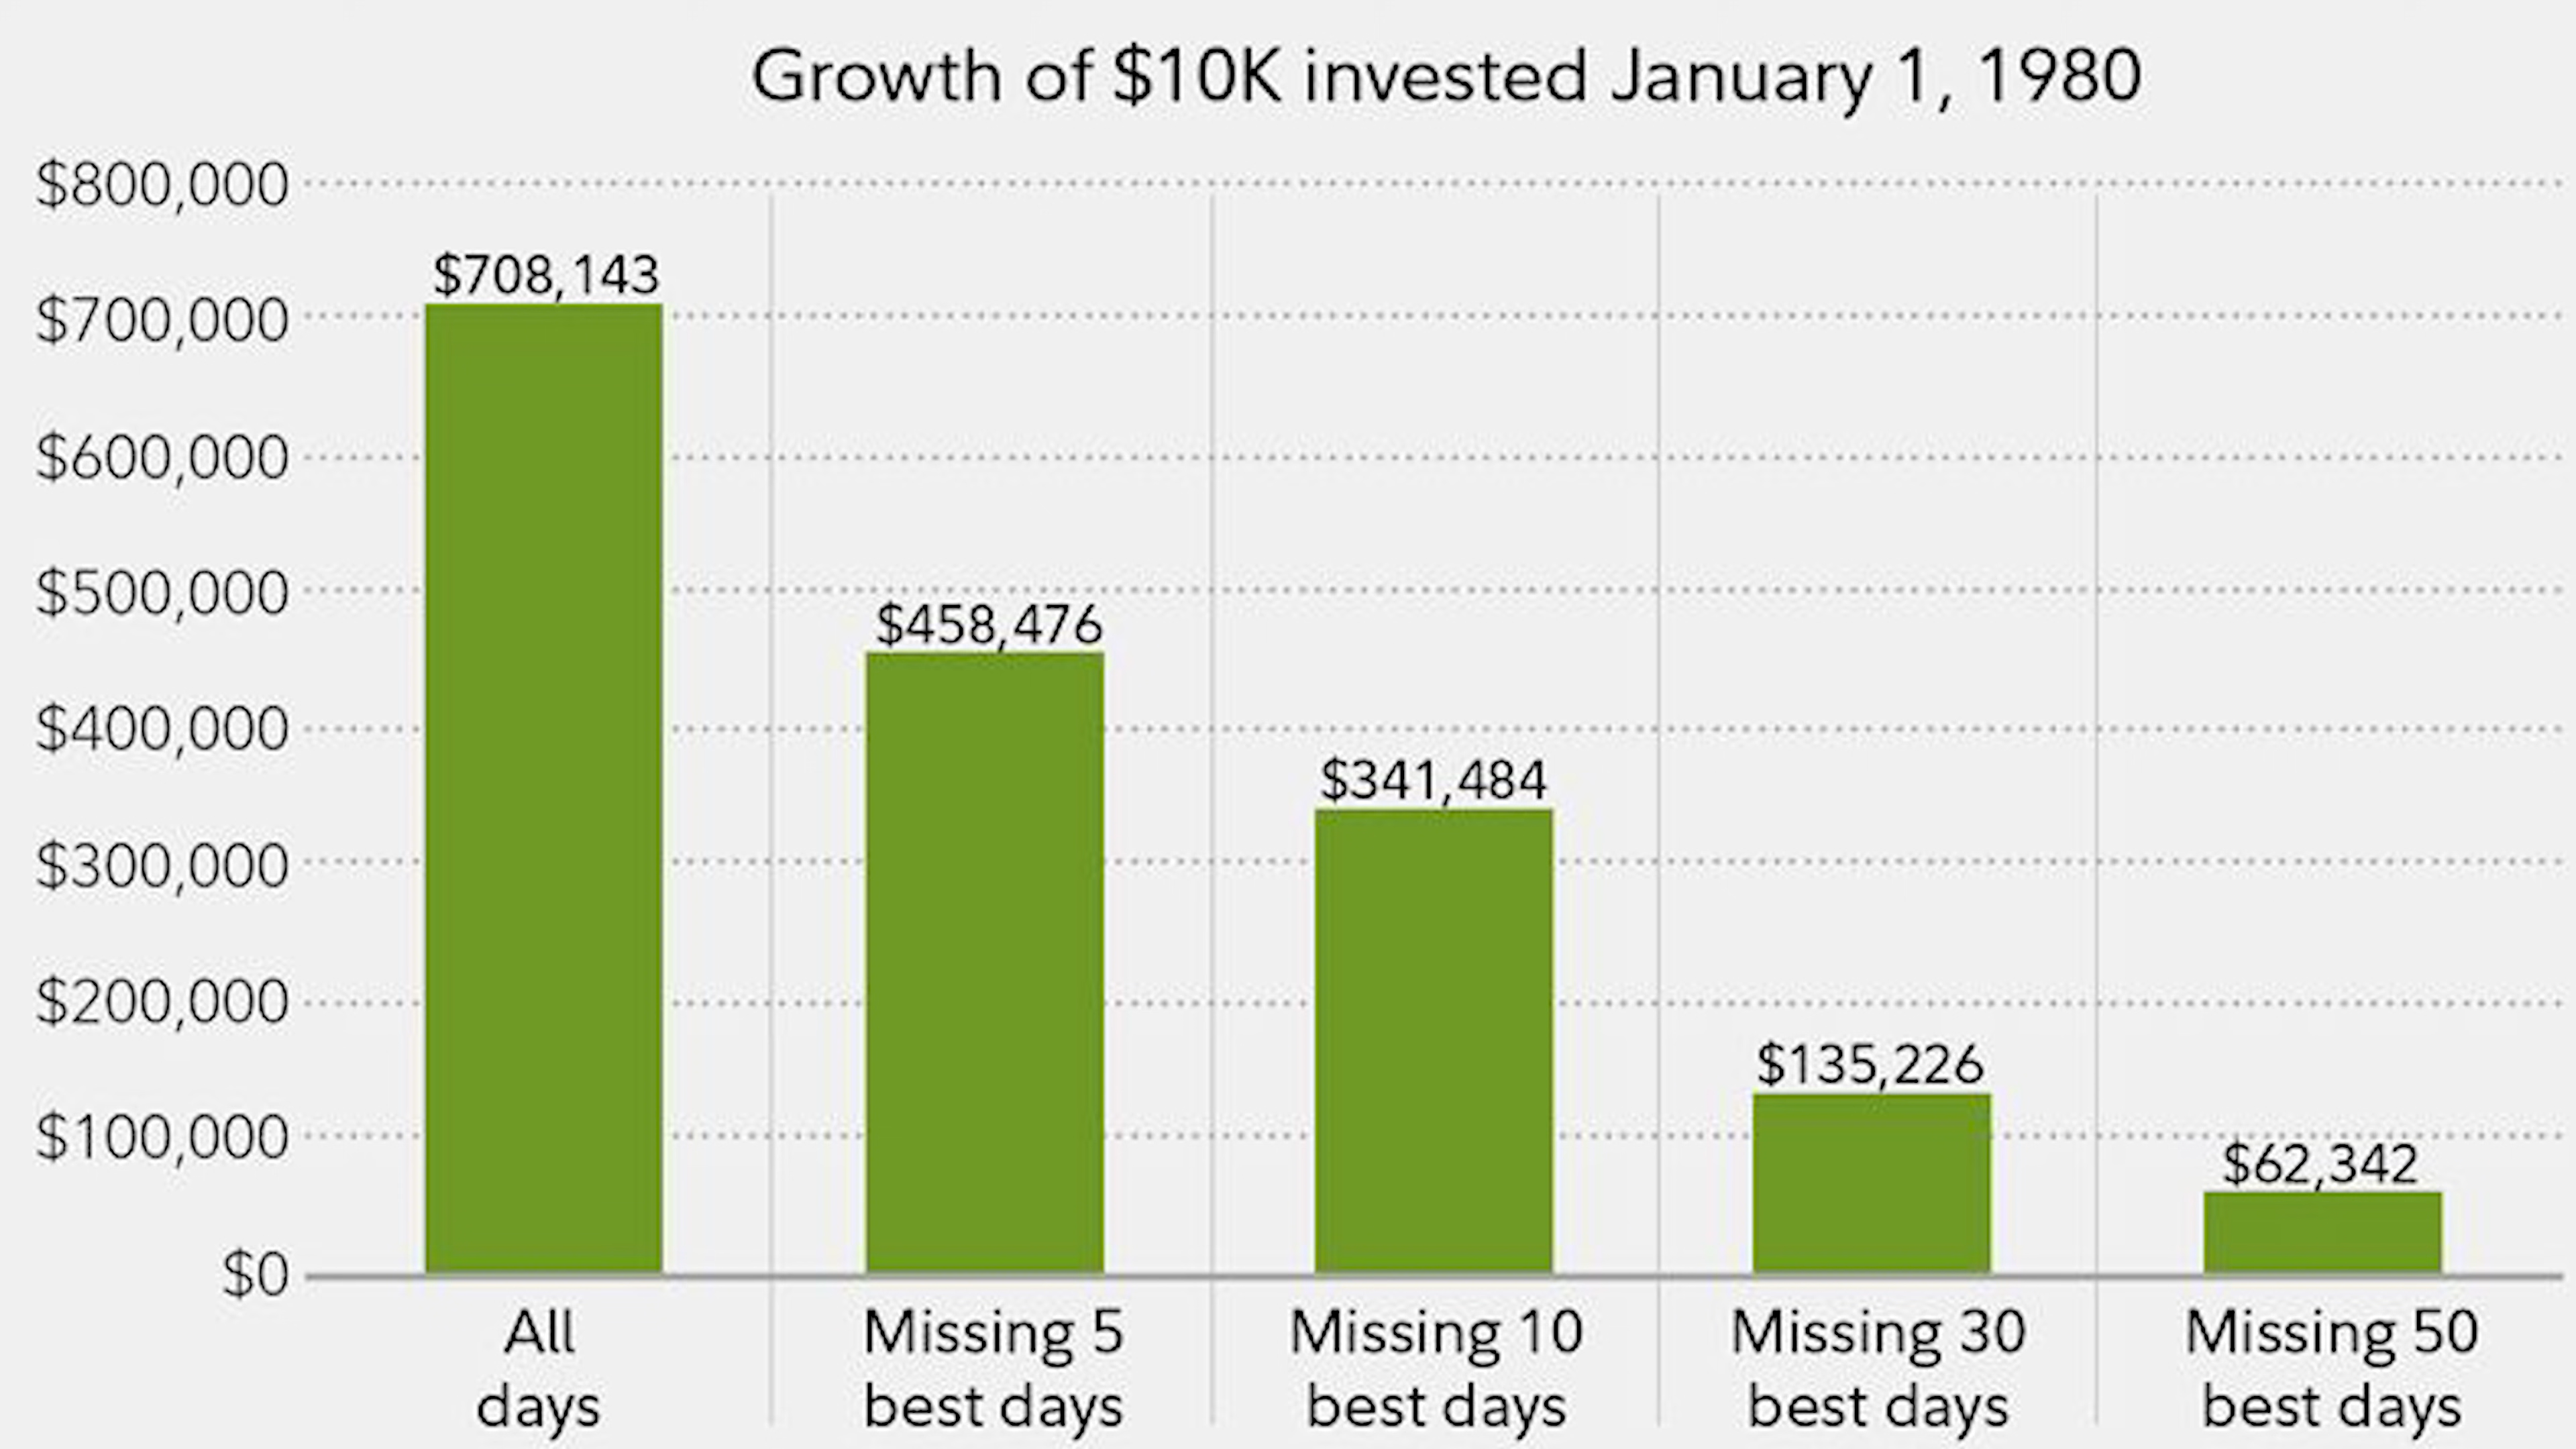 Growth of $10K invested January 1, 1980
$800,000
$700,000
$600,000
$500,000
$400,000
$300,000
$200,000
$100,000
$0
$708,143
$458,476
$341,484
$135,226
$62,342
All
days
Missing 5
best days
Missing 10
best days
Missing 30
best days
Missing 50
best days